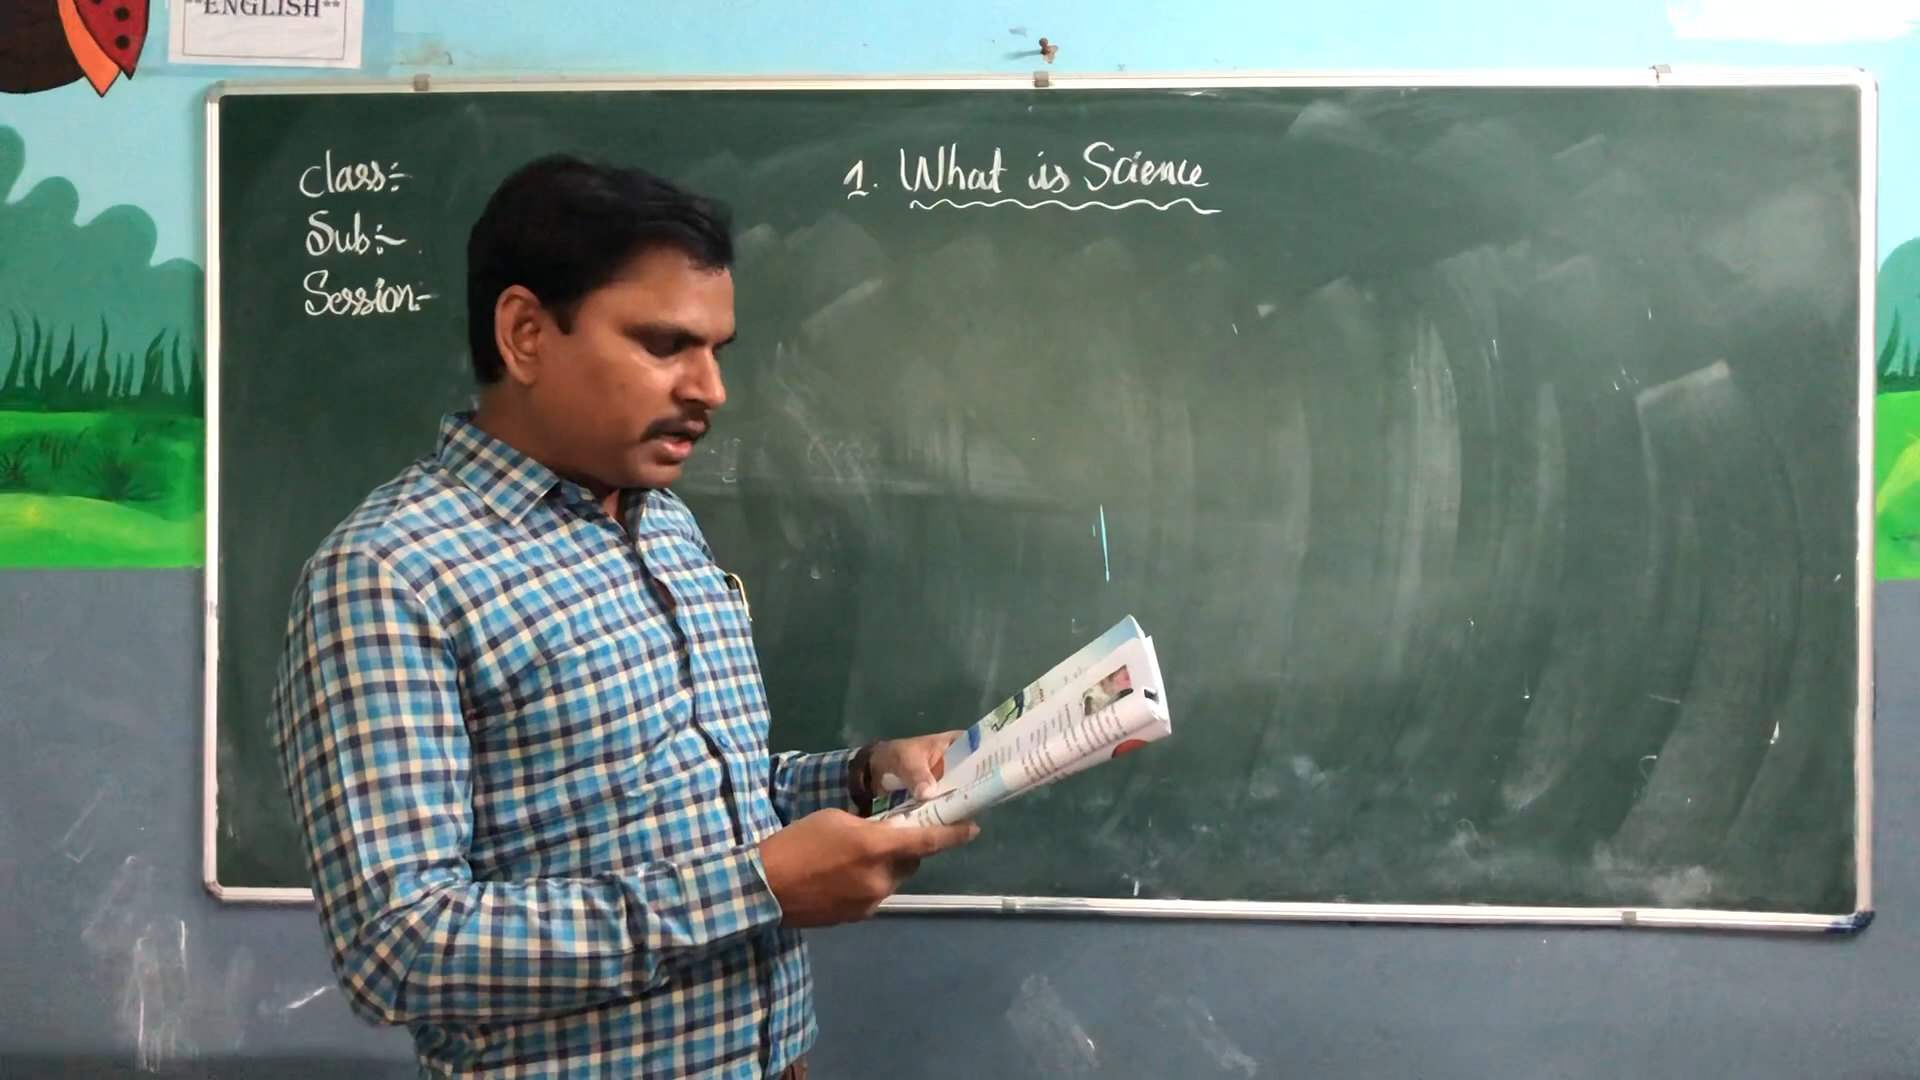 "ENGLISH"
class:-
Sub:-
Session:-
1. What is Science